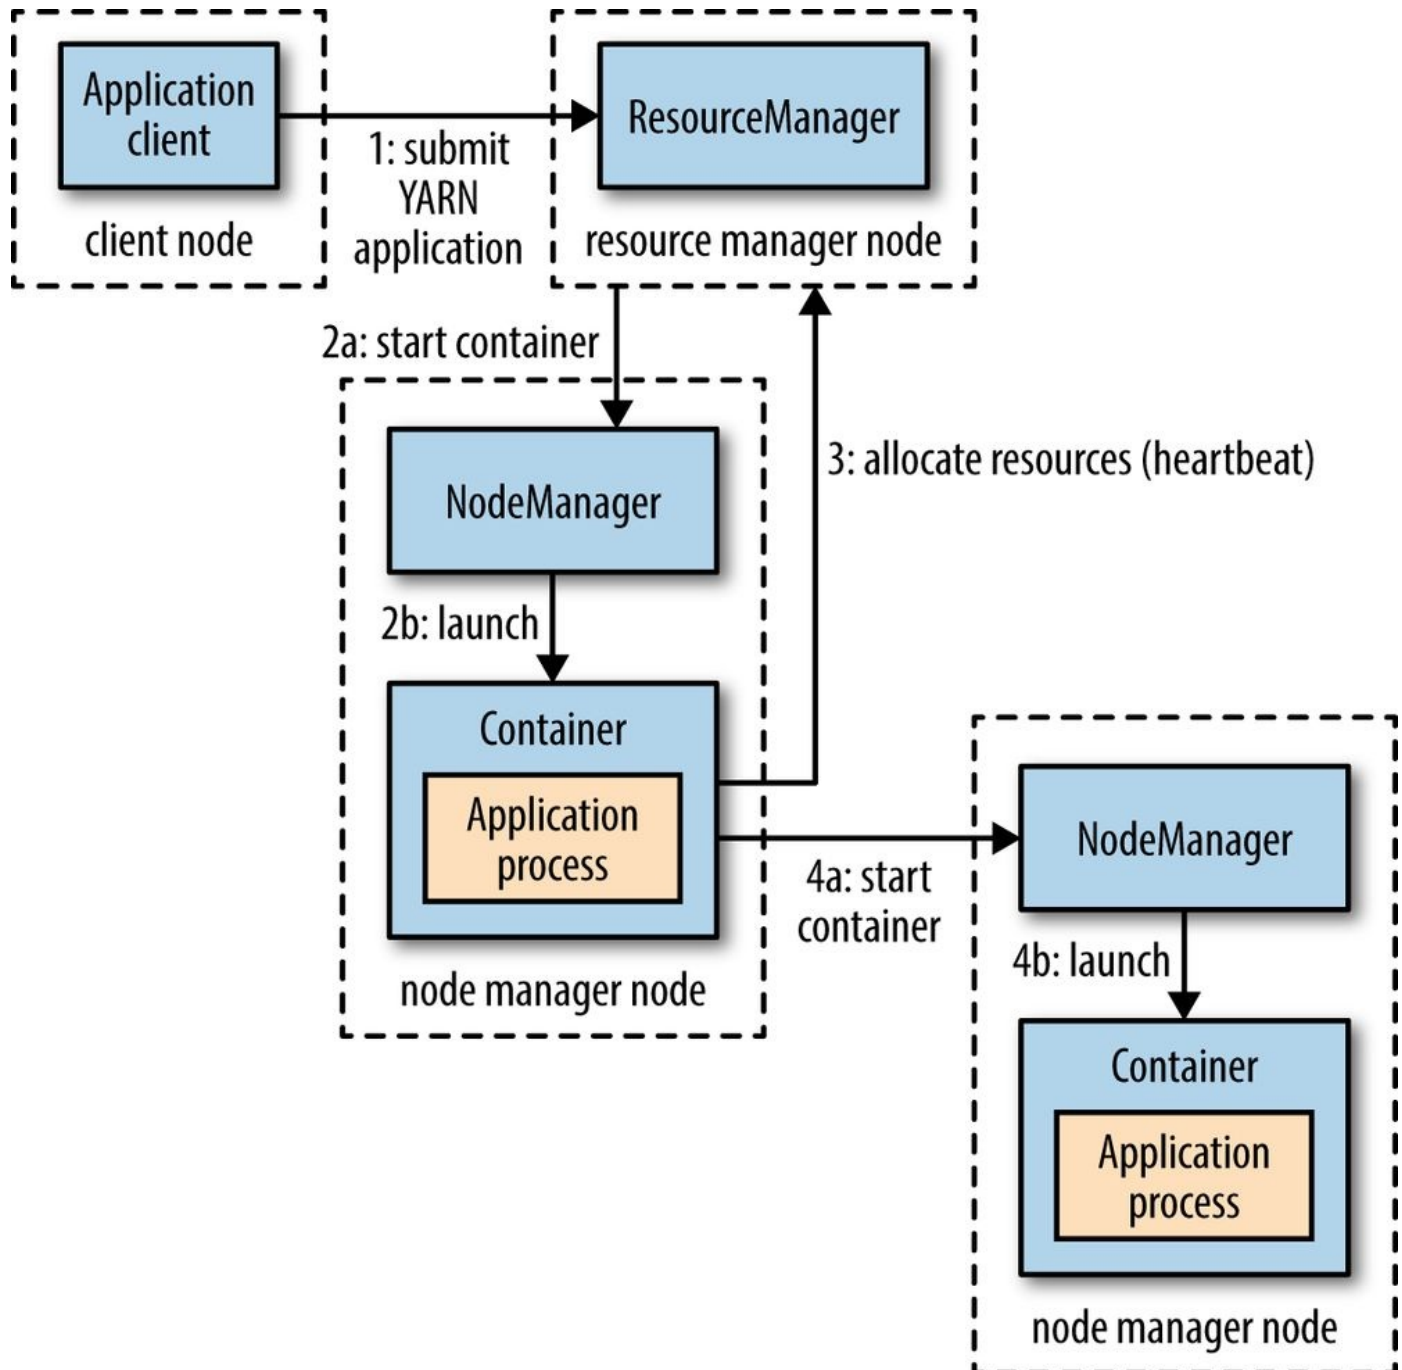 Application
client
client node
1: submit
YARN
application
ResourceManager
resource manager node
2a: start container
NodeManager
2b: launch
Container
Application
process
node manager node
3: allocate resources (heartbeat)
4a: start
container
NodeManager
4b: launch
Container
Application
process
node manager node